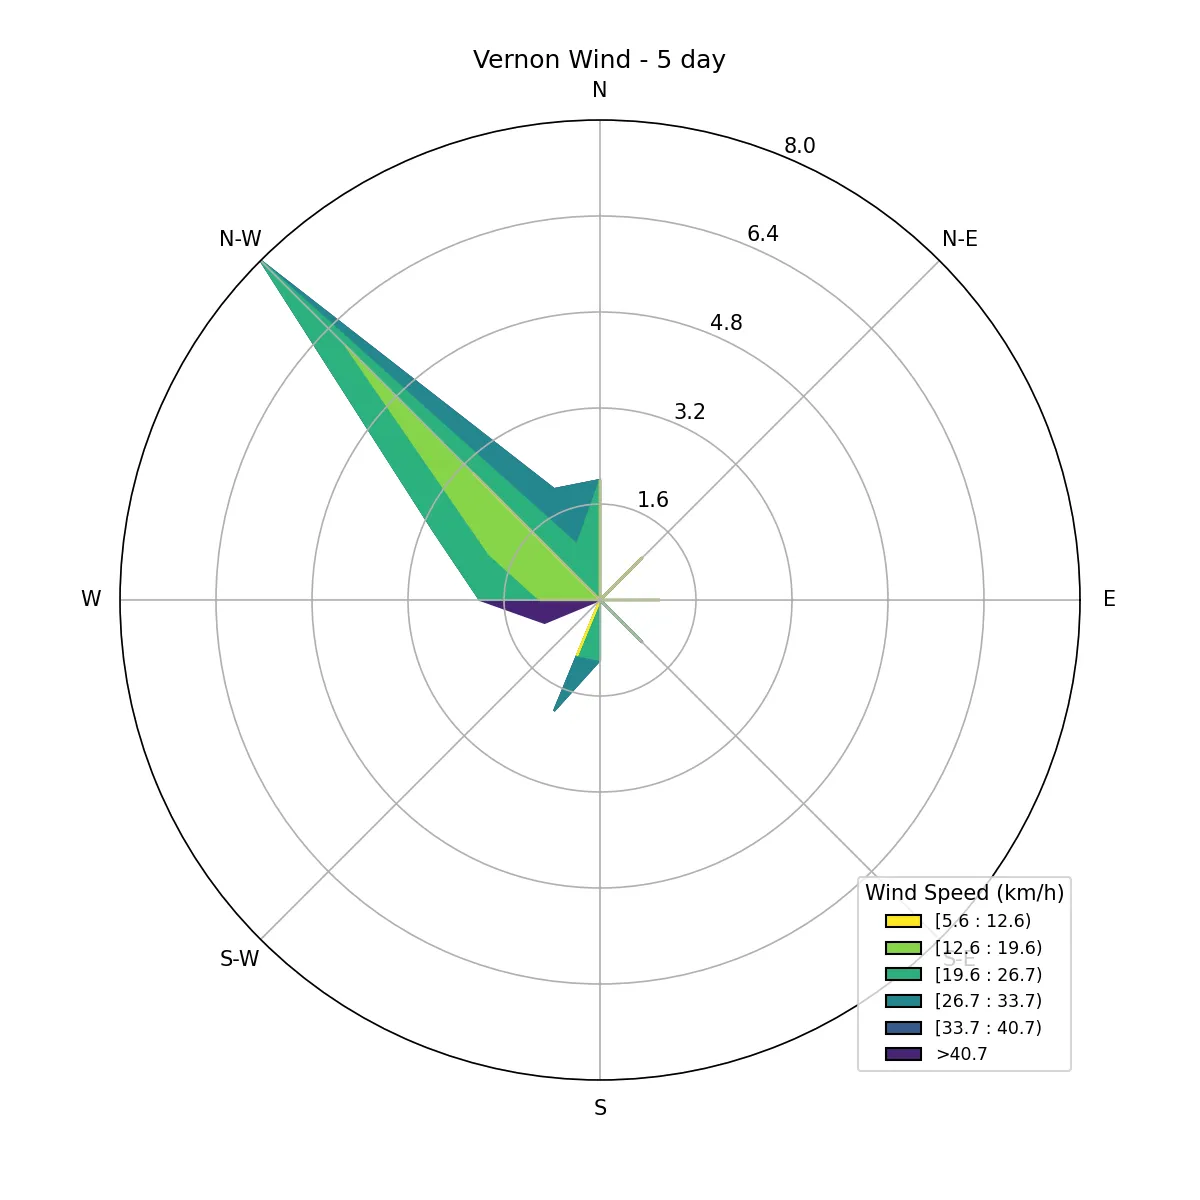 Vernon Wind - 5 day
N
8.0
N-W
6.4
N-E
4.8
3.2
1.6
W
E
S-W
S-E
S
Wind Speed (km/h)
[5.6 : 12.6)
[12.6 : 19.6)
[19.6 : 26.7)
[26.7 : 33.7)
[33.7 : 40.7)
>40.7